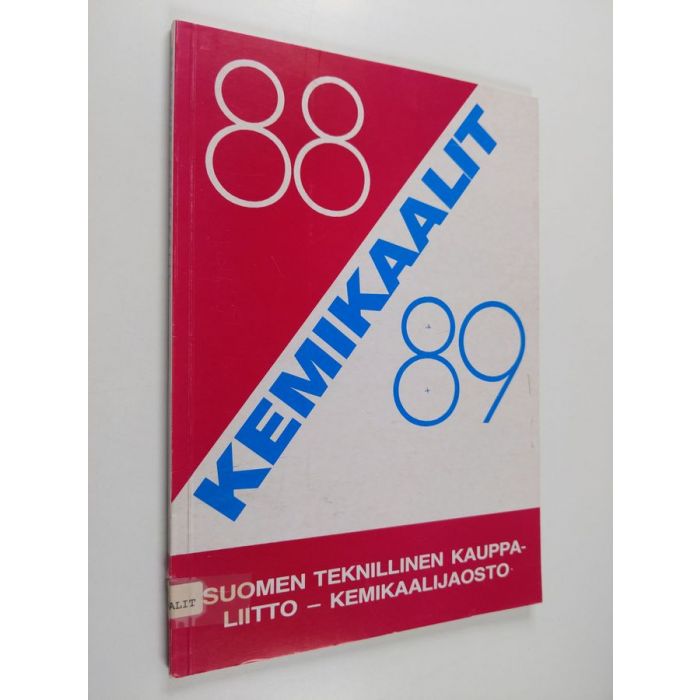 88
KEMIKAALIT
89
SUOMEN TEKNILLINEN KAUPPA-
LIITTO – KEMIKAALIJAOSTO
ALIT